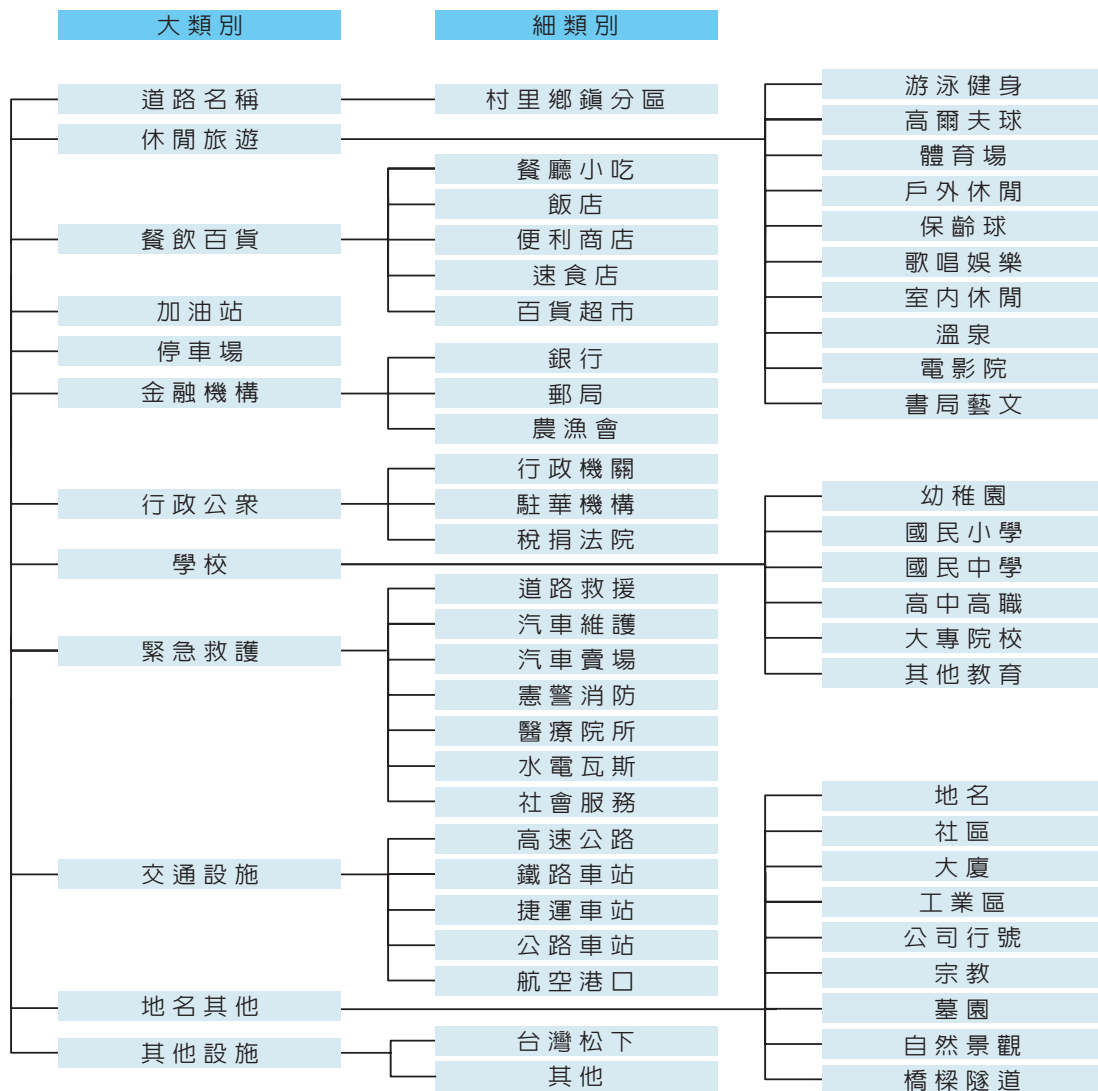 大類別
細類別
道路名稱
村里鄉鎮分區
休閒旅遊
游泳健身
高爾夫球
體育場
戶外休閒
保齡球
歌唱娛樂
室內休閒
溫泉
電影院
書局藝文
餐飲百貨
餐廳小吃
飯店
便利商店
速食店
百貨超市
加油站
停車場
金融機構
銀行
郵局
農漁會
行政公眾
行政機關
駐華機構
稅捐法院
學校
幼稚園
國民小學
國民中學
高中高職
大專院校
其他教育
緊急救護
道路救援
汽車維護
汽車賣場
憲警消防
醫療院所
水電瓦斯
社會服務
交通設施
高速公路
鐵路車站
捷運車站
公路車站
航空港口
地名其他
地名
社區
大廈
工業區
公司行號
宗教
墓園
自然景觀
橋樑隧道
其他設施
台灣松下
其他